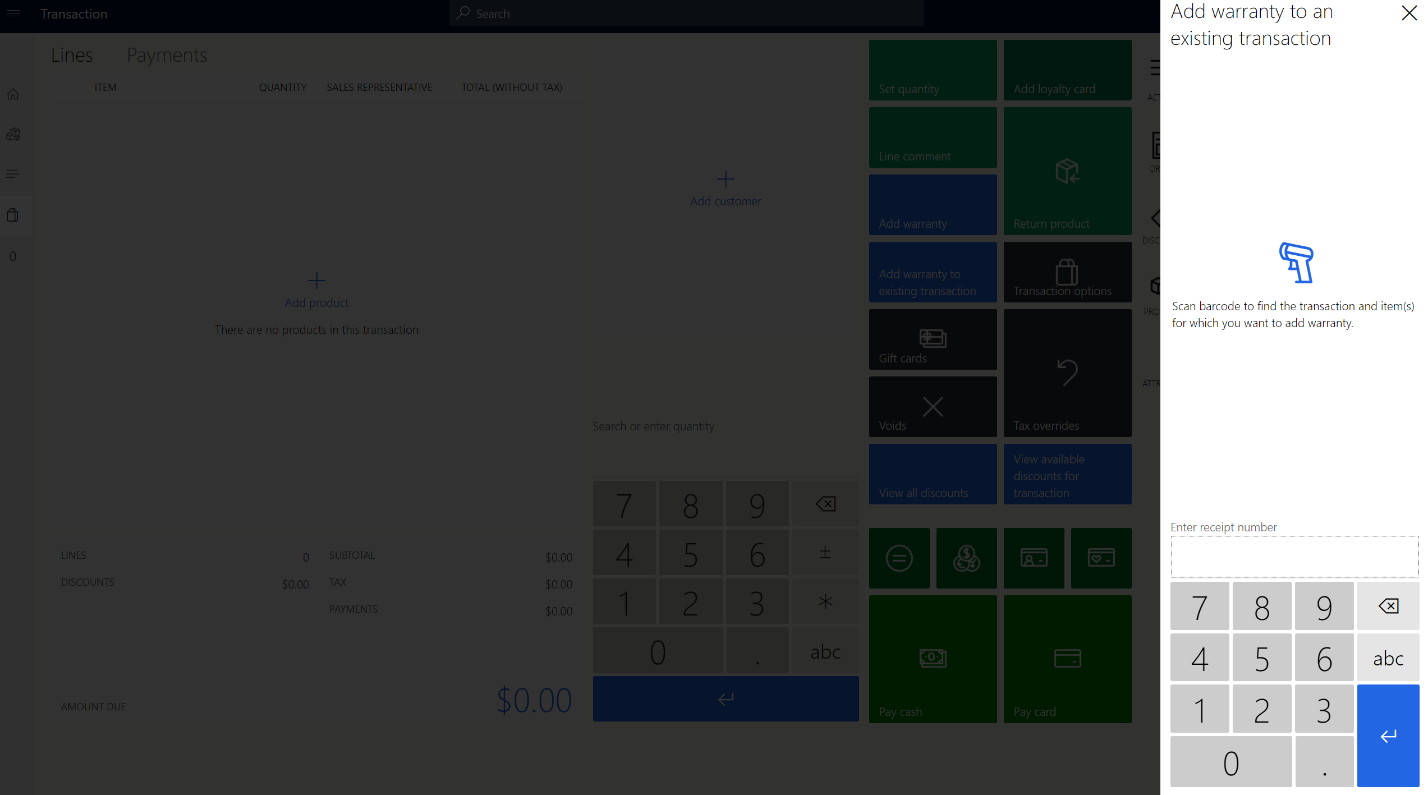 Transaction
Search
Lines
Payments
ITEM
QUANTITY
SALES REPRESENTATIVE
TOTAL (WITHOUT TAX)
Add product
There are no products in this transaction
LINES
0
SUBTOTAL
$0.00
DISCOUNTS
$0.00
TAX
$0.00
PAYMENTS
$0.00
AMOUNT DUE
$0.00
0
Add customer
Search or enter quantity
7 8 9
4 5 6 ±
1 2 3 *
0 . abc
Set quantity
Add loyalty card
Line comment
Return product
Add warranty
Add warranty to
existing transaction
Transaction options
Gift cards
Voids
Tax overrides
View all discounts
View available
discounts for
transaction
Pay cash
Pay card
ACT
OR
DISC
PRO
ATTR
Add warranty to an
existing transaction
Scan barcode to find the transaction and item(s)
for which you want to add warranty.
Enter receipt number
7 8 9
4 5 6 abc
1 2 3
0 .